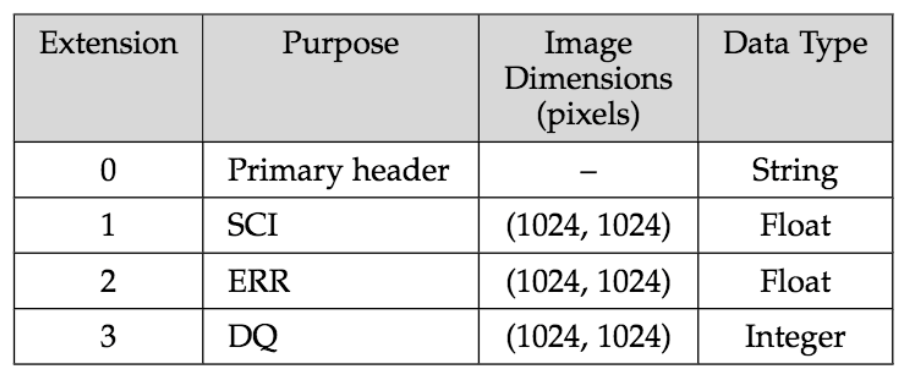 Extension Purpose Image Dimensions (pixels) Data Type
0 Primary header – String
1 SCI (1024, 1024) Float
2 ERR (1024, 1024) Float
3 DQ (1024, 1024) Integer